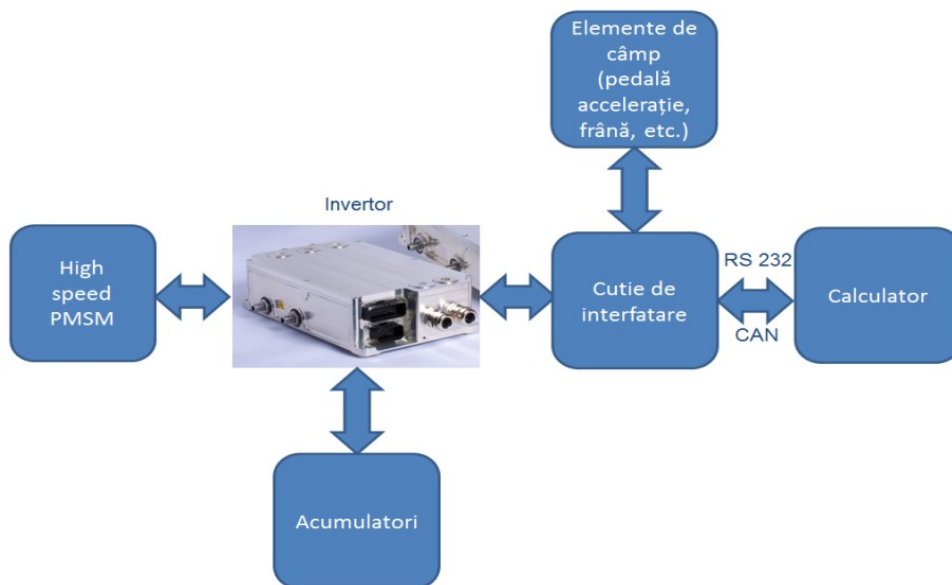 Elemente de
câmp
(pedală
accelerație,
frână, etc.)
Invertor
High
speed
PMSM
Cutie de
interfatare
RS 232
CAN
Calculator
Acumulatori